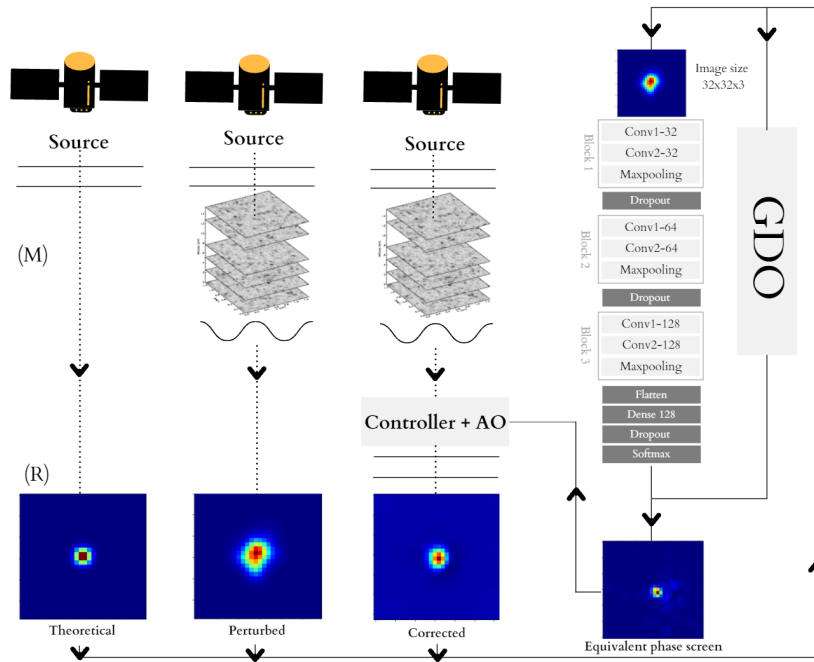 Source
Source
Source
(M)
(R)
Controller + AO
Theoretical
Perturbed
Corrected
Image size
32x32x3
Block 1
Conv1-32
Conv2-32
Maxpooling
Dropout
Block 2
Conv1-64
Conv2-64
Maxpooling
Dropout
Block 3
Conv1-128
Conv2-128
Maxpooling
Flatten
Dense 128
Dropout
Softmax
GDO
Equivalent phase screen